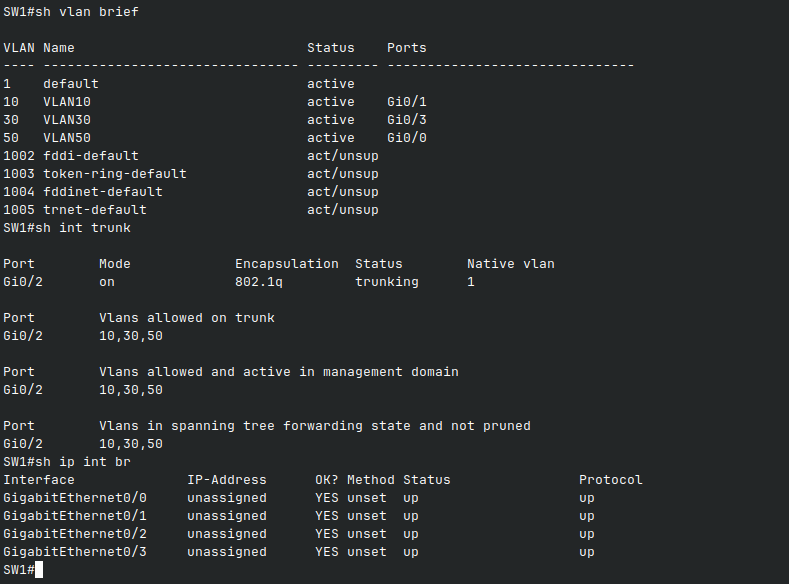 SW1#sh vlan brief

VLAN Name                             Status    Ports
---- -------------------------------- --------- -------------------------------
1    default                          active
10   VLAN10                           active    Gi0/1
30   VLAN30                           active    Gi0/3
50   VLAN50                           active    Gi0/0
1002 fddi-default                     act/unsup
1003 token-ring-default               act/unsup
1004 fddinet-default                  act/unsup
1005 trnet-default                    act/unsup
SW1#sh int trunk

Port        Mode             Encapsulation  Status        Native vlan
Gi0/2       on               802.1q         trunking      1

Port        Vlans allowed on trunk
Gi0/2       10,30,50

Port        Vlans allowed and active in management domain
Gi0/2       10,30,50

Port        Vlans in spanning tree forwarding state and not pruned
Gi0/2       10,30,50
SW1#sh ip int br
Interface              IP-Address      OK? Method Status                Protocol
GigabitEthernet0/0     unassigned      YES unset  up                    up
GigabitEthernet0/1     unassigned      YES unset  up                    up
GigabitEthernet0/2     unassigned      YES unset  up                    up
GigabitEthernet0/3     unassigned      YES unset  up                    up
SW1#